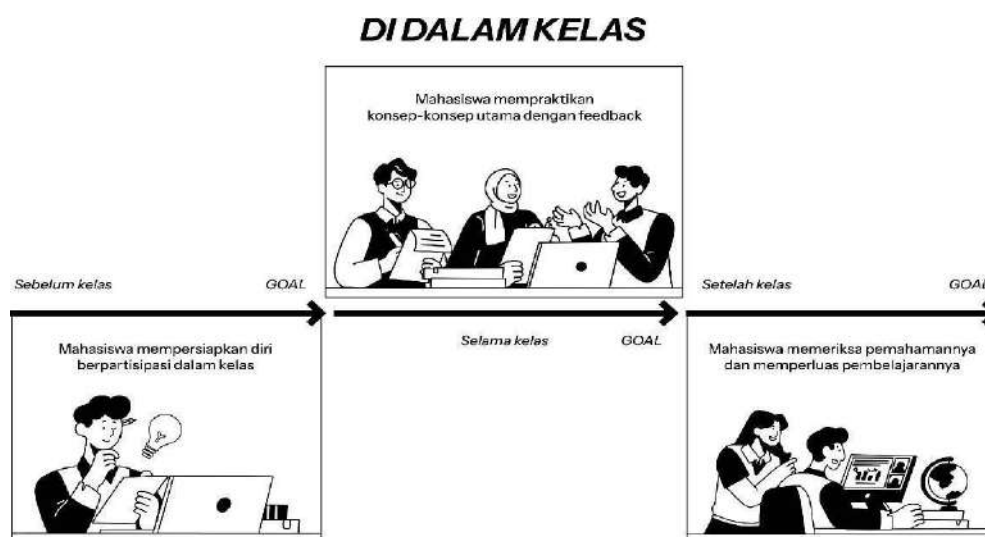 DI DALAM KELAS
Mahasiswa mempraktikan
konsep-konsep utama dengan feedback
Sebelum kelas
GOAL
Mahasiswa mempersiapkan diri
berpartisipasi dalam kelas
Selama kelas
GOAL
Setelah kelas
GOAL
Mahasiswa memeriksa pemahamannya
dan memperluas pembelajarannya